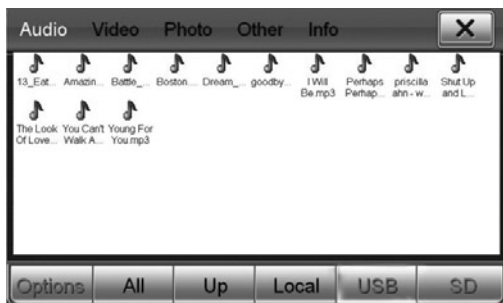 Audio Video Photo Other Info X
13_Eat... Amazin... Battle_... Boston... Dream_... goodby... I Will Perhaps priscilla Shut Up
Be.mp3 Perhap... ahn - w... and L...
The Look You Can't Young For
Of Love... Walk A... You.mp3
Options All Up Local USB SD